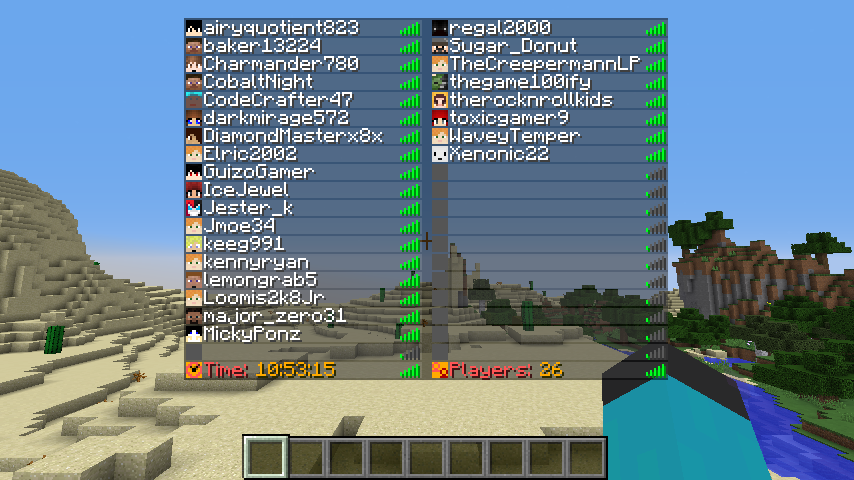 airyquotient823
baker13224
Charmander780
CobaltNight
CodeCrafter47
darkmirage572
DiamondMasterx8x
Elric2002
GuizoGamer
IceJewel
Jester_k
Jmoe34
keeg991
kennyryan
lemongrab5
Loomis2k8Jr
major_zero31
MickyPonz
Time: 10:53:15
regal2000
Sugar_Donut
TheCreepermannLP
thegame100ify
therocknrollkids
toxicgamer9
WaveyTemper
Xenonic22
Players: 26